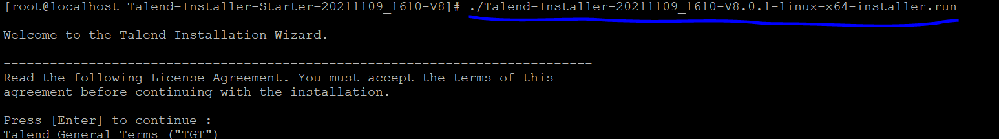 [root@localhost Talend-Installer-Starter-20211109_1610-V8]# ./Talend-Installer-20211109_1610-V8.0.1-linux-x64-installer.run
----------------------------------------------------------------------------
Welcome to the Talend Installation Wizard.
----------------------------------------------------------------------------
Read the following License Agreement. You must accept the terms of this
agreement before continuing with the installation.
Press [Enter] to continue :
Talend General Terms ("TGT")